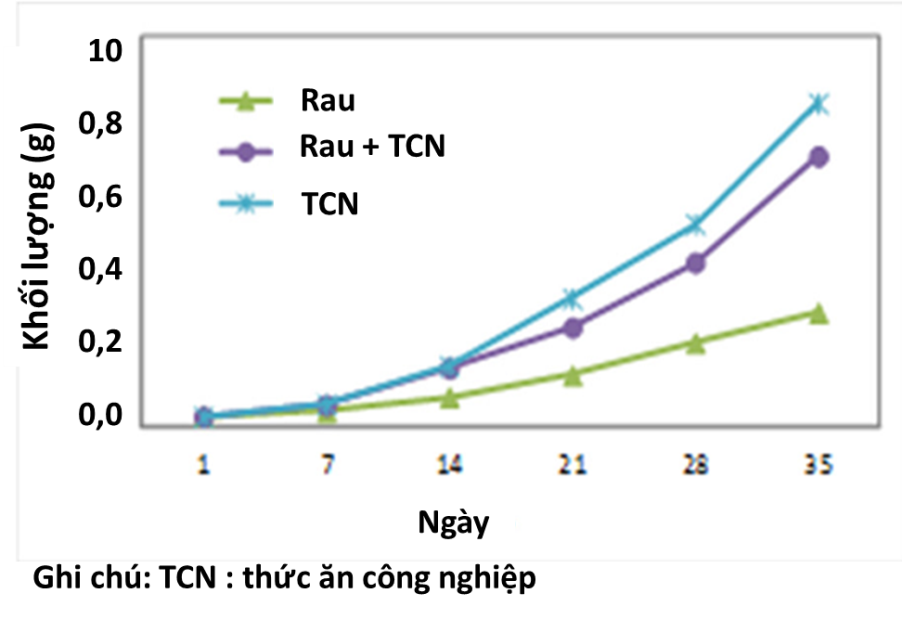 10
0,8
0,6
0,4
0,2
0,0
Khối lượng (g)
Rau
Rau + TCN
TCN
1 7 14 21 28 35
Ngày
Ghi chú: TCN : thức ăn công nghiệp